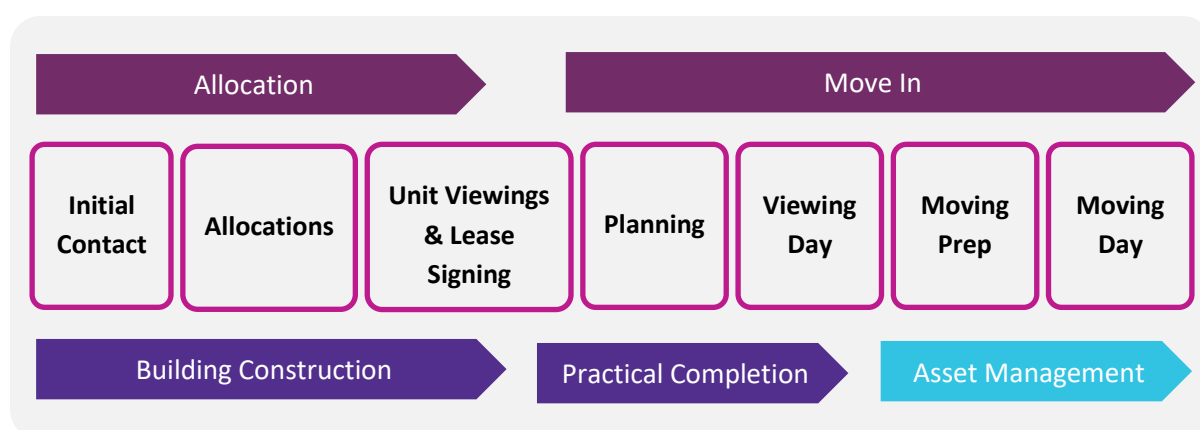 Allocation
Move In
Initial
Contact
Allocations
Unit Viewings
& Lease
Signing
Planning
Viewing
Day
Moving
Prep
Moving
Day
Building Construction
Practical Completion
Asset Management